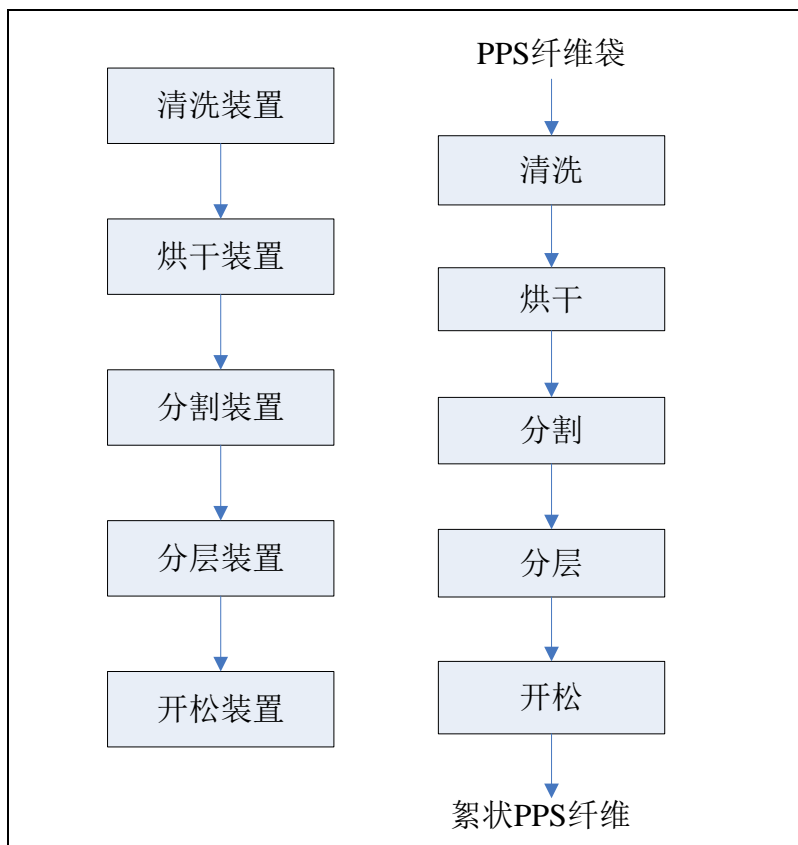 清洗装置
烘干装置
分割装置
分层装置
开松装置
PPS纤维袋
清洗
烘干
分割
分层
开松
絮状PPS纤维